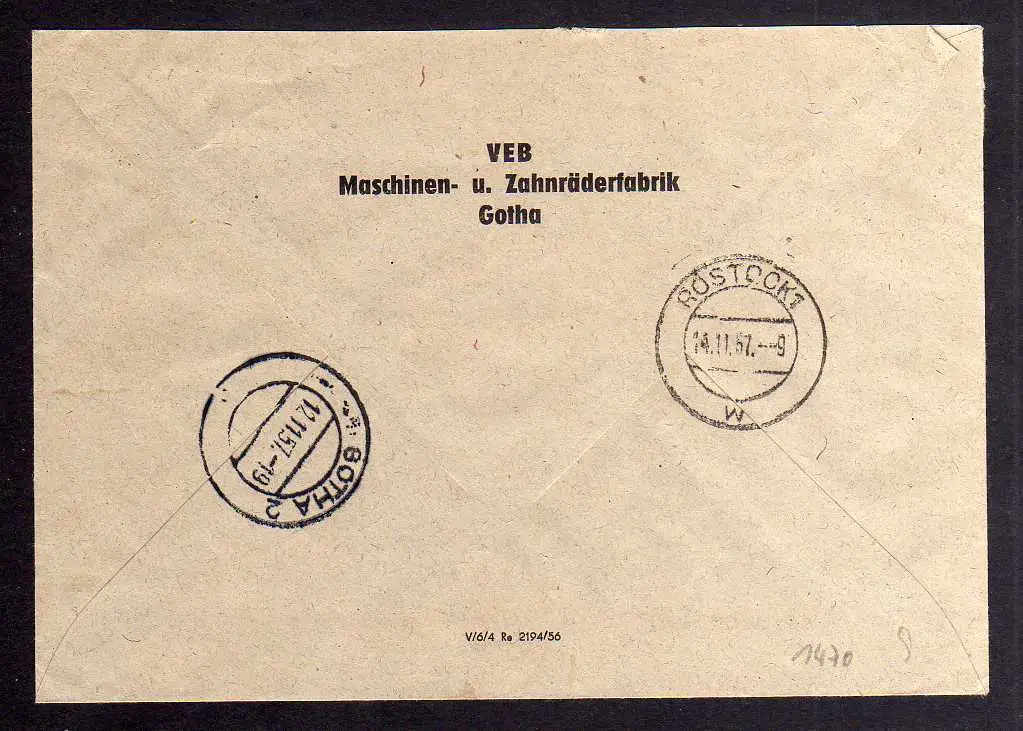 VEB
Maschinen- u. Zahnräderfabrik
Gotha
ROSTOCK 1
14.11.57.--9
w
GOTHA 2
12.11.57.-19
V/6/4 Re 2194/56
1470